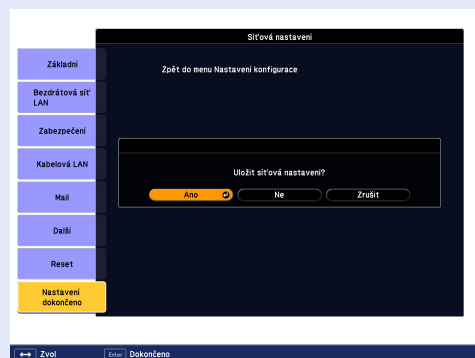 Síťová nastavení
Základní
Zpět do menu Nastavení konfigurace
Bezdrátová síť
LAN
Zabezpečení
Kabelová LAN
Uložit síťová nastavení?
Ano
Ne
Zrušit
Mail
Další
Reset
Nastavení
dokončeno
Zvol
Enter Dokončeno